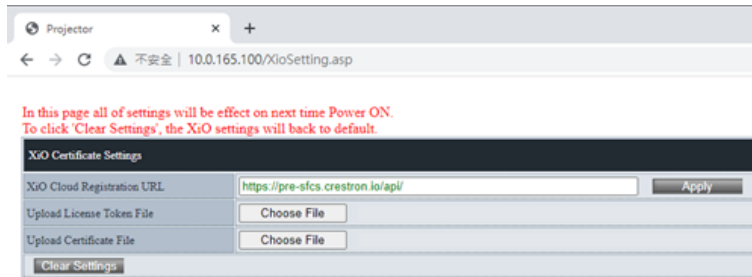 Projector
不安全 | 10.0.165.100/XioSetting.asp
In this page all of settings will be effect on next time Power ON.
To click 'Clear Settings', the XiO settings will back to default.
XiO Certificate Settings
XiO Cloud Registration URL https://pre-sfcs.crestron.io/api/ Apply
Upload License Token File Choose File
Upload Certificate File Choose File
Clear Settings